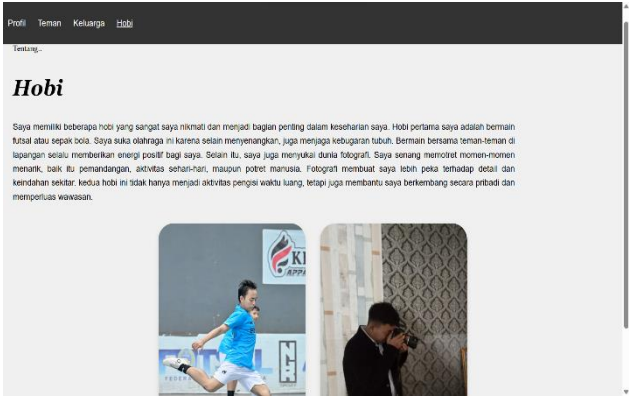 Profil Teman Keluarga Hobi
Tentang..
Hobi
Saya memiliki beberapa hobi yang sangat saya nikmati dan menjadi bagian penting dalam keseharian saya. Hobi pertama saya adalah bermain
futsal atau sepak bola. Saya suka olahraga ini karena selain menyenangkan, juga menjaga kebugaran tubuh. Bermain bersama teman-teman di
lapangan selalu memberikan energi positif bagi saya. Selain itu, saya juga menyukai dunia fotografi. Saya senang memotret momen-momen
menarik, baik itu pemandangan, aktivitas sehari-hari, maupun potret manusia. Fotografi membuat saya lebih peka terhadap detail dan
keindahan sekitar. kedua hobi ini tidak hanya menjadi aktivitas pengisi waktu luang, tetapi juga membantu saya berkembang secara pribadi dan
memperluas wawasan.